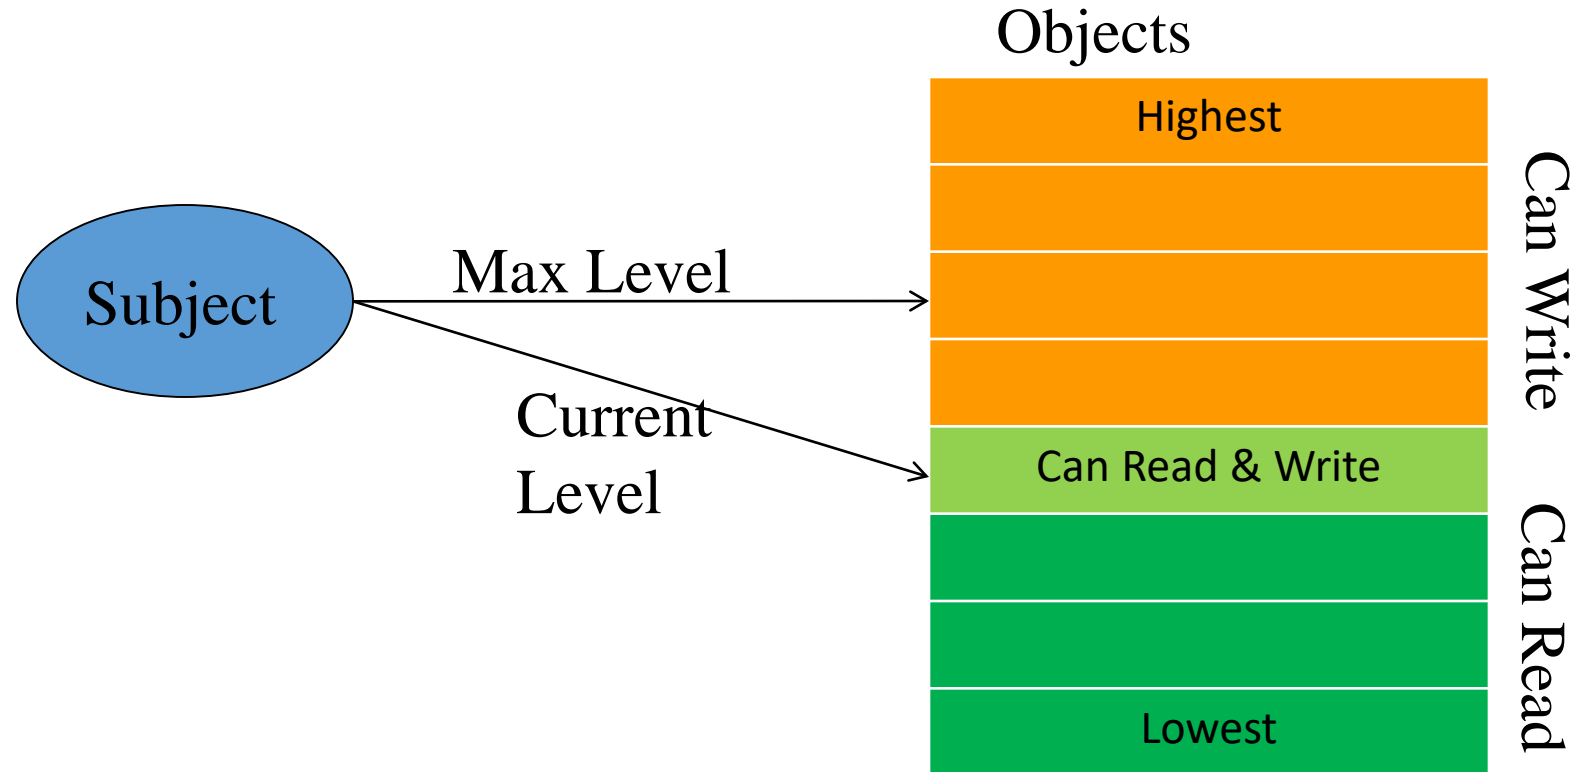 Objects
Highest
Can Write
Max Level
Subject
Current
Level
Can Read & Write
Can Read
Lowest